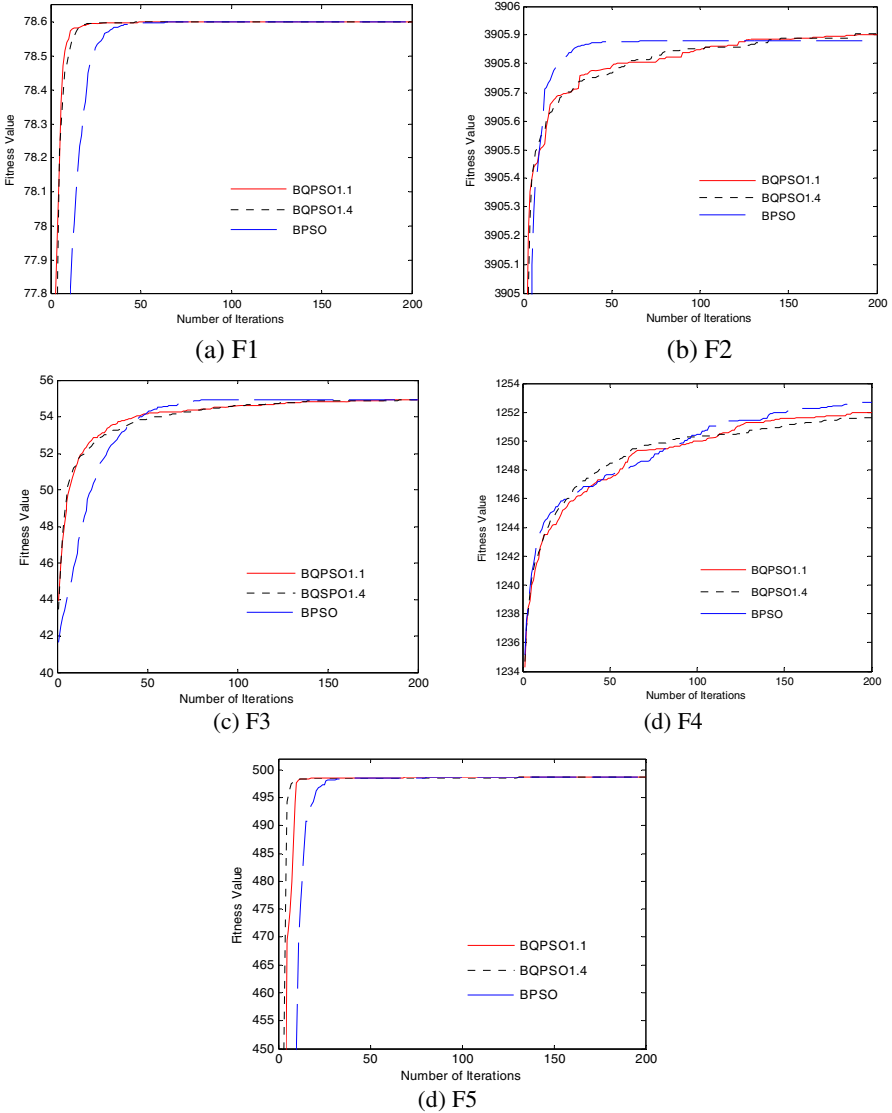 78.6
78.5
78.4
78.3
78.2
78.1
78
77.9
77.8
Fitness Value
BQPSO1.1
BQPSO1.4
BPSO
0 50 100 150 200
Number of Iterations
(a) F1
3906
3905.9
3905.8
3905.7
3905.6
3905.5
3905.4
3905.3
3905.2
3905.1
3905
Fitness Value
BQPSO1.1
BQPSO1.4
BPSO
0 50 100 150 200
Number of Iterations
(b) F2
56
54
52
50
48
46
44
42
40
Fitness Value
BQPSO1.1
BQSPO1.4
BPSO
0 50 100 150 200
Number of Iterations
(c) F3
1254
1252
1250
1248
1246
1244
1242
1240
1238
1236
1234
Fitness Value
BQPSO1.1
BQPSO1.4
BPSO
0 50 100 150 200
Number of Iterations
(d) F4
500
495
490
485
480
475
470
465
460
455
450
Fitness Value
BQPSO1.1
BQPSO1.4
BPSO
0 50 100 150 200
Number of Iterations
(d) F5